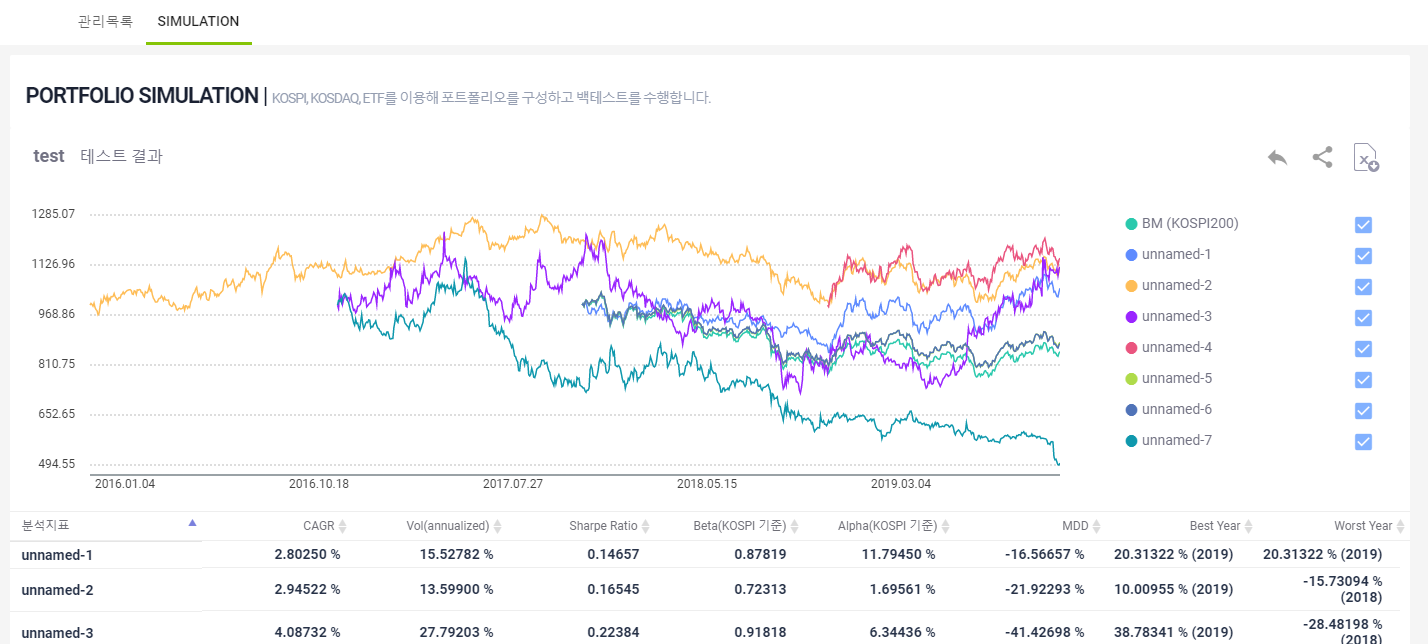 관리목록 SIMULATION
PORTFOLIO SIMULATION | KOSPI, KOSDAQ, ETF를 이용해 포트폴리오를 구성하고 백테스트를 수행합니다.
test 테스트 결과
1285.07
1126.96
968.86
810.75
652.65
494.55
2016.01.04 2016.10.18 2017.07.27 2018.05.15 2019.03.04
BM (KOSPI200)
unnamed-1
unnamed-2
unnamed-3
unnamed-4
unnamed-5
unnamed-6
unnamed-7
분석지표 CAGR Vol(annualized) Sharpe Ratio Beta(KOSPI 기준) Alpha(KOSPI 기준) MDD Best Year Worst Year
unnamed-1 2.80250 % 15.52782 % 0.14657 0.87819 11.79450 % -16.56657 % 20.31322 % (2019) 20.31322 % (2019)
unnamed-2 2.94522 % 13.59900 % 0.16545 0.72313 1.69561 % -21.92293 % 10.00955 % (2019) -15.73094 %
(2018)
unnamed-3 4.08732 % 27.79203 % 0.22384 0.91818 6.34436 % -41.42698 % 38.78341 % (2019) -28.48198 %
(2018)